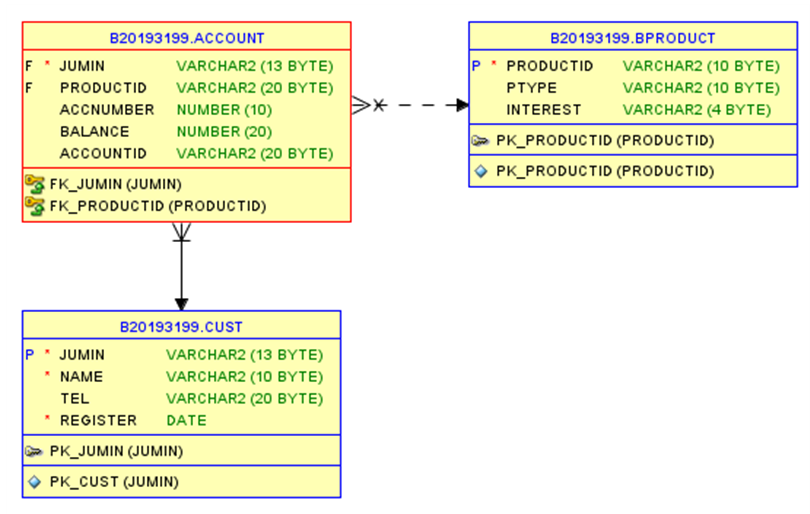 B20193199.ACCOUNT
F * JUMIN VARCHAR2 (13 BYTE)
F PRODUCTID VARCHAR2 (20 BYTE)
ACCNUMBER NUMBER (10)
BALANCE NUMBER (20)
ACCOUNTID VARCHAR2 (20 BYTE)
FK_JUMIN (JUMIN)
FK_PRODUCTID (PRODUCTID)
B20193199.BPRODUCT
P * PRODUCTID VARCHAR2 (10 BYTE)
PTYPE VARCHAR2 (10 BYTE)
INTEREST VARCHAR2 (4 BYTE)
PK_PRODUCTID (PRODUCTID)
PK_PRODUCTID (PRODUCTID)
B20193199.CUST
P * JUMIN VARCHAR2 (13 BYTE)
* NAME VARCHAR2 (10 BYTE)
TEL VARCHAR2 (20 BYTE)
* REGISTER DATE
PK_JUMIN (JUMIN)
PK_CUST (JUMIN)